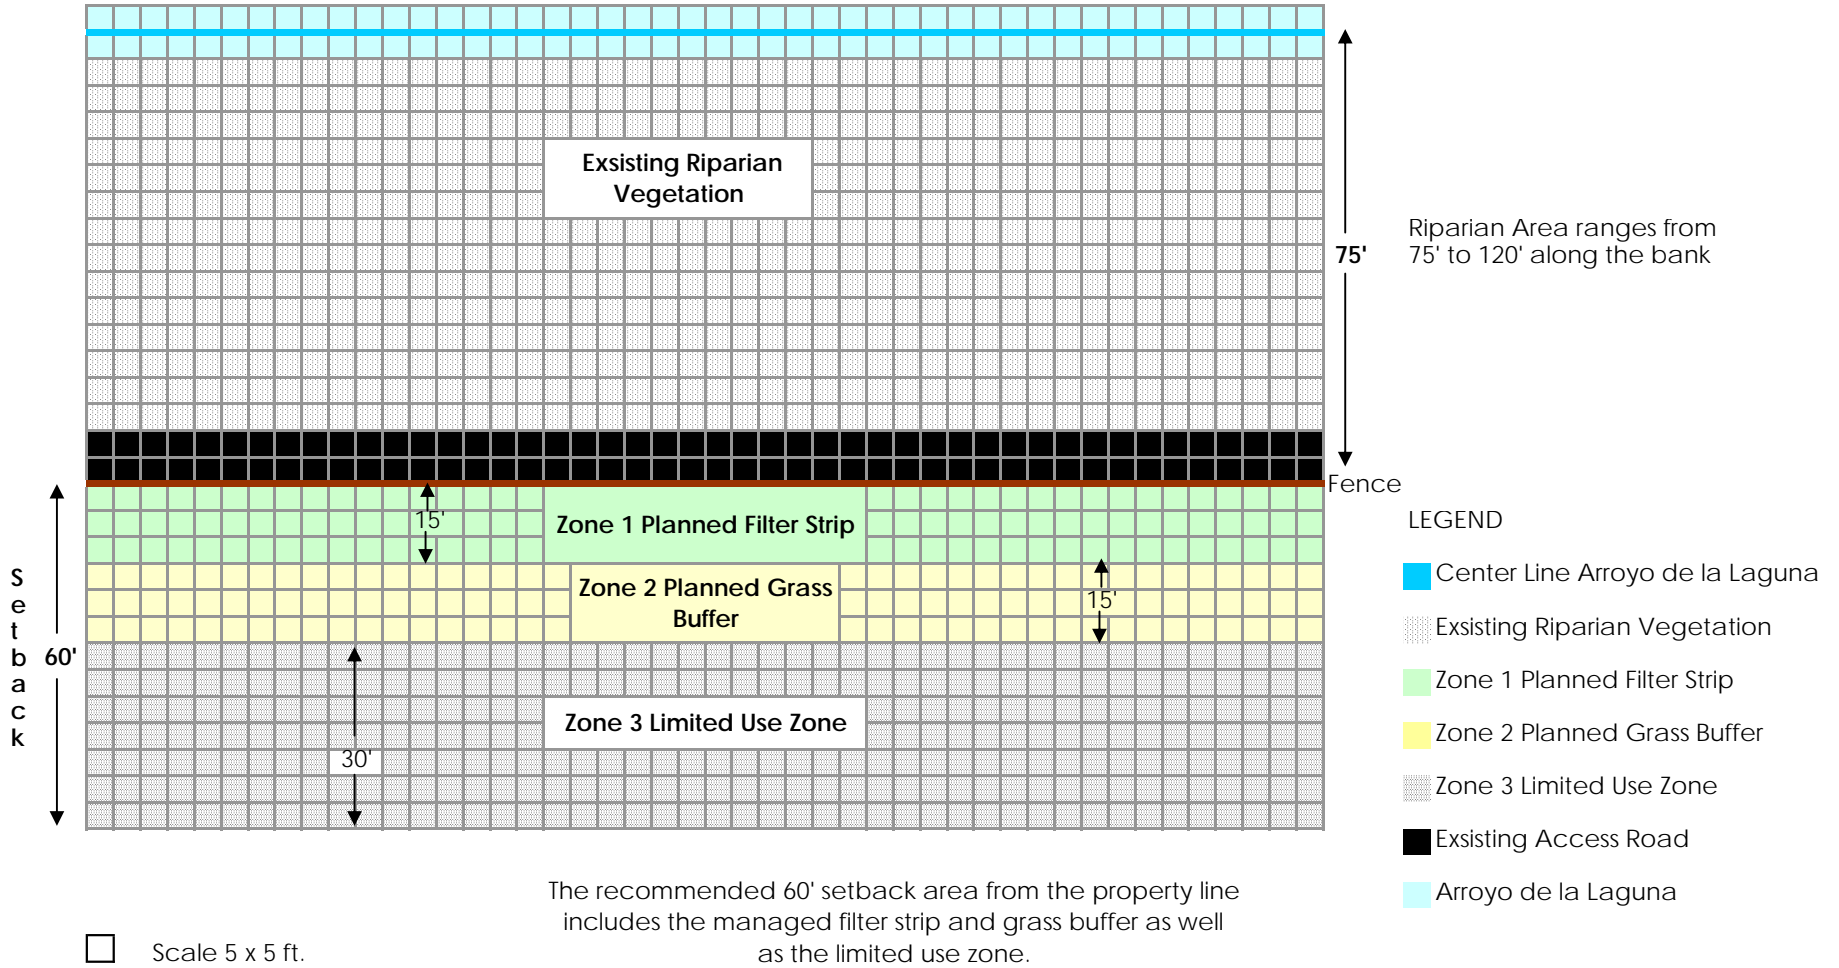 Exsisting Riparian
Vegetation
Riparian Area ranges from
75' to 120' along the bank
75'
Fence
15'
Zone 1 Planned Filter Strip
LEGEND
Center Line Arroyo de la Laguna
Zone 2 Planned Grass
Buffer
15'
Exsisting Riparian Vegetation
Setback
60'
Zone 1 Planned Filter Strip
Zone 3 Limited Use Zone
Zone 2 Planned Grass Buffer
30'
Zone 3 Limited Use Zone
Exsisting Access Road
Arroyo de la Laguna
The recommended 60' setback area from the property line
includes the managed filter strip and grass buffer as well
as the limited use zone.
Scale 5 x 5 ft.